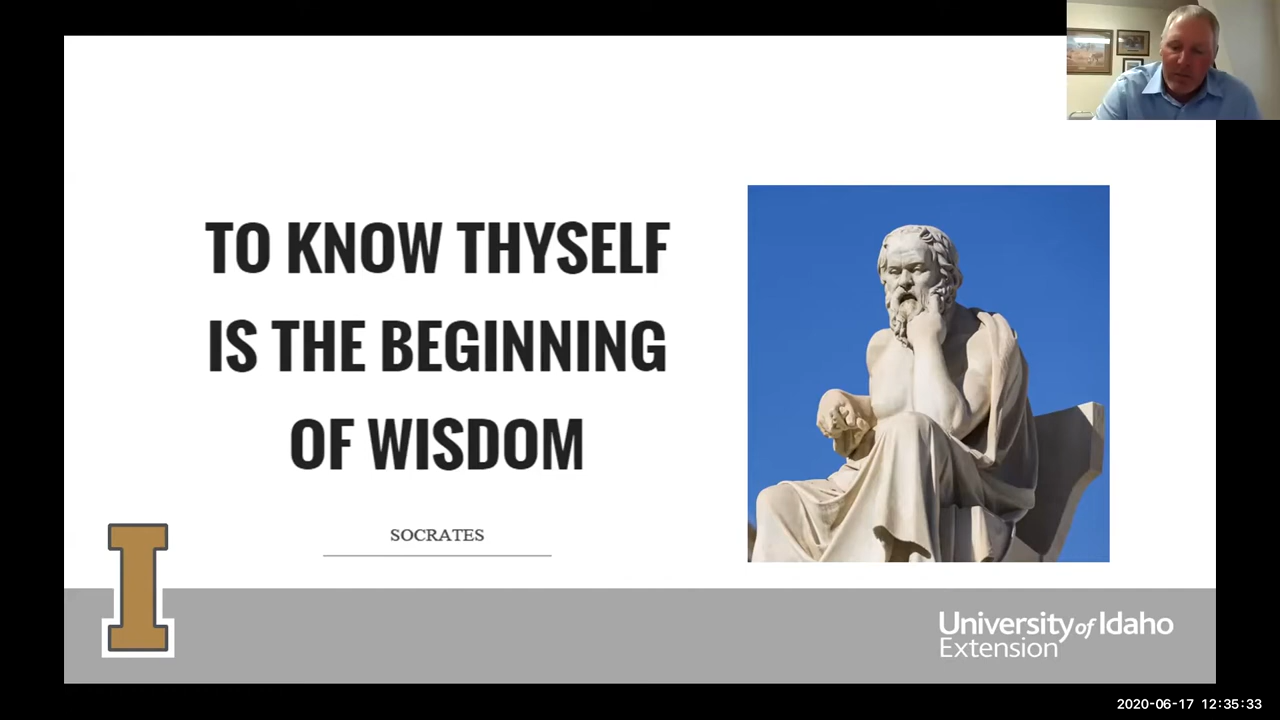 TO KNOW THYSELF
IS THE BEGINNING
OF WISDOM
SOCRATES
I
University of Idaho
Extension
2020-06-17 12:35:33